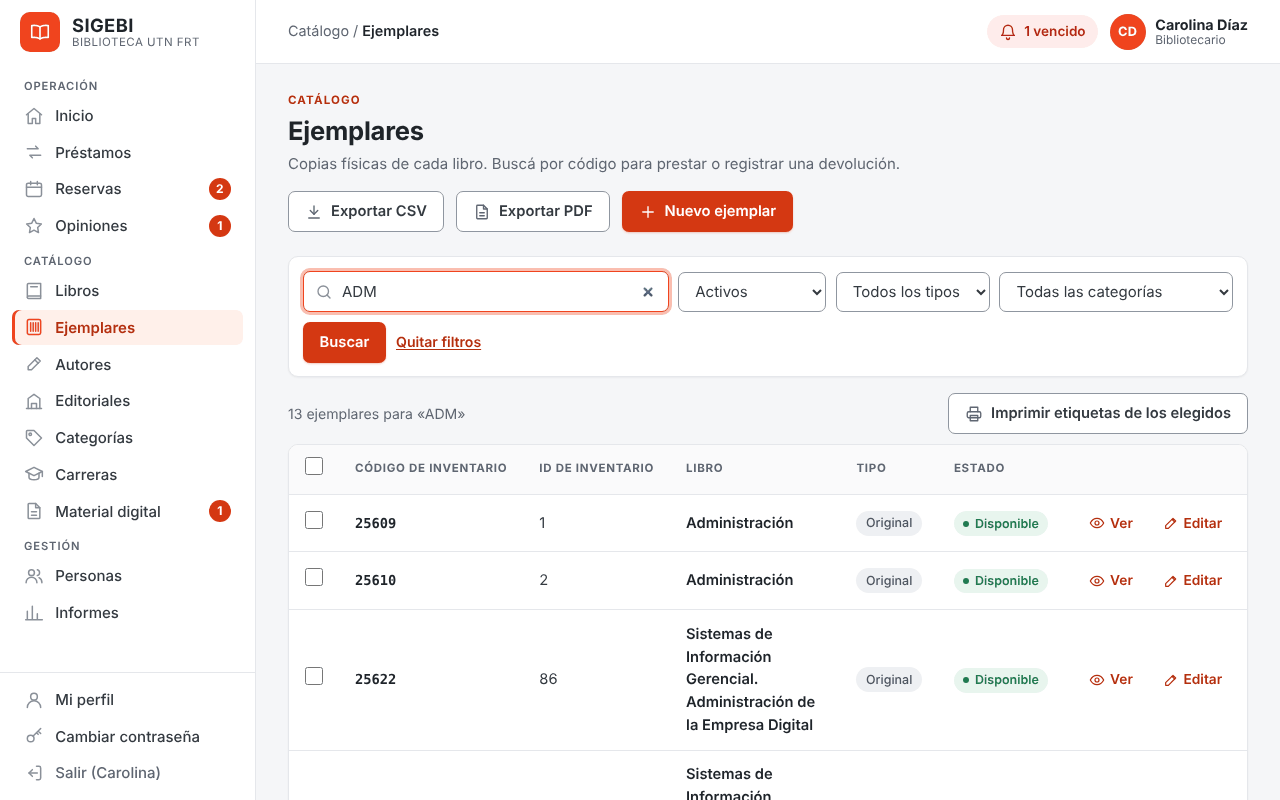 SIGEBI
BIBLIOTECA UTN FRT
OPERACIÓN
Inicio
Préstamos
Reservas 2
Opiniones 1
CATÁLOGO
Libros
Ejemplares
Autores
Editoriales
Categorías
Carreras
Material digital 1
GESTIÓN
Personas
Informes
Mi perfil
Cambiar contraseña
Salir (Carolina)
Catálogo / Ejemplares
1 vencido
CD
Carolina Díaz
Bibliotecario
CATÁLOGO
Ejemplares
Copias físicas de cada libro. Buscá por código para prestar o registrar una devolución.
Exportar CSV Exportar PDF Nuevo ejemplar
ADM Activos Todos los tipos Todas las categorías
Buscar Quitar filtros
13 ejemplares para «ADM» Imprimir etiquetas de los elegidos
CÓDIGO DE INVENTARIO ID DE INVENTARIO LIBRO TIPO ESTADO
25609 1 Administración Original Disponible Ver Editar
25610 2 Administración Original Disponible Ver Editar
Sistemas de
Información
25622 86 Gerencial. Original Disponible Ver Editar
Administración de
la Empresa Digital
Sistemas de
Información